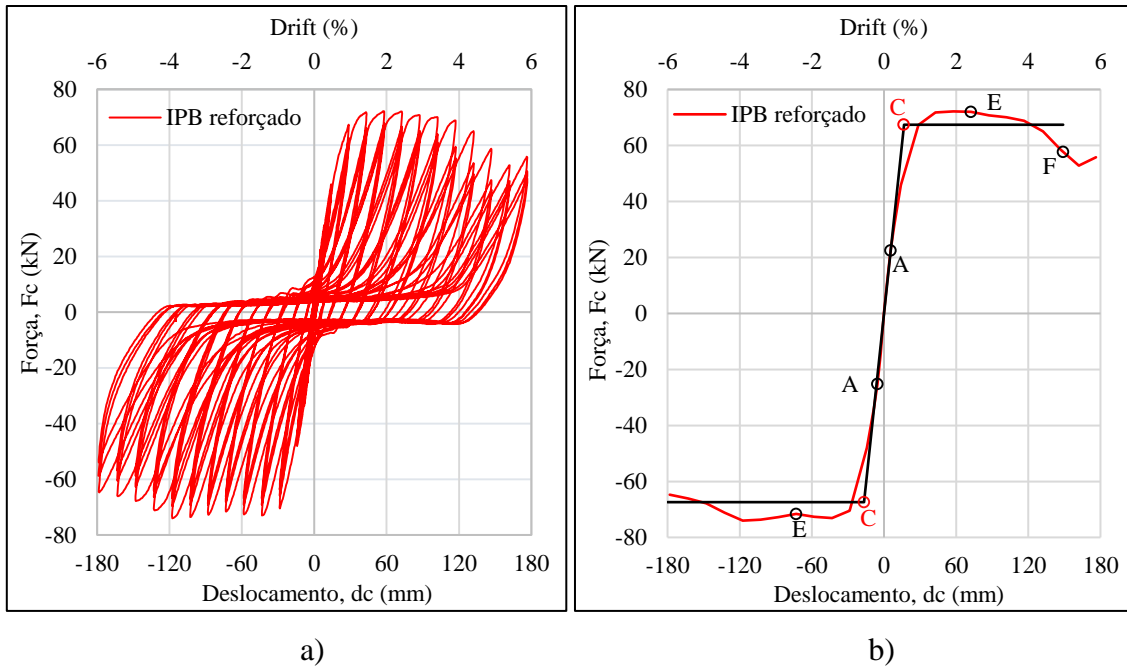 Drift (%)
-6 -4 -2 0 2 4 6
80
60
40
20
0
-20
-40
-60
-80
Força, Fc (kN)
IPB reforçado
-180 -120 -60 0 60 120 180
Deslocamento, dc (mm)
a)
Drift (%)
-6 -4 -2 0 2 4 6
80
60
40
20
0
-20
-40
-60
-80
Força, Fc (kN)
IPB reforçado
C
E
F
A
A
C
E
-180 -120 -60 0 60 120 180
Deslocamento, dc (mm)
b)